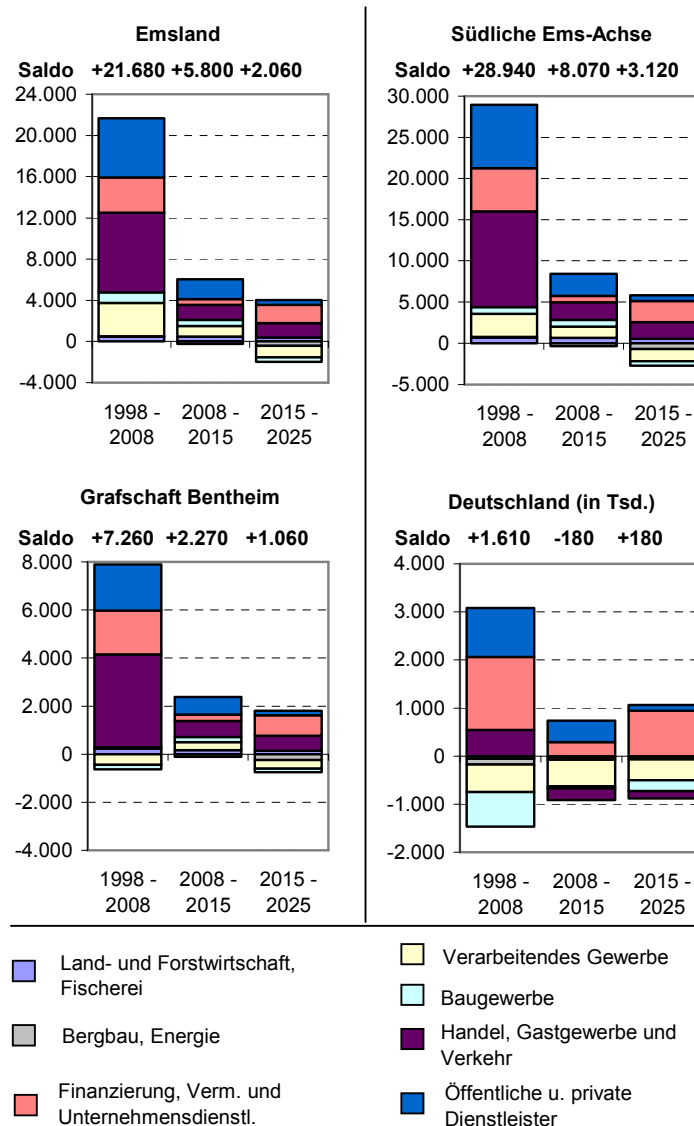 Emsland
Saldo +21.680 +5.800 +2.060
24.000
20.000
16.000
12.000
8.000
4.000
0
-4.000
1998 - 2008 - 2015 -
2008 2015 2025
Südliche Ems-Achse
Saldo +28.940 +8.070 +3.120
30.000
25.000
20.000
15.000
10.000
5.000
0
-5.000
1998 - 2008 - 2015 -
2008 2015 2025
Grafschaft Bentheim
Saldo +7.260 +2.270 +1.060
8.000
6.000
4.000
2.000
0
-2.000
-4.000
1998 - 2008 - 2015 -
2008 2015 2025
Deutschland (in Tsd.)
Saldo +1.610 -180 +180
4.000
3.000
2.000
1.000
0
-1.000
-2.000
1998 - 2008 - 2015 -
2008 2015 2025
Land- und Forstwirtschaft,
Fischerei
Bergbau, Energie
Finanzierung, Verm. und
Unternehmensdienstl.
Verarbeitendes Gewerbe
Baugewerbe
Handel, Gastgewerbe und
Verkehr
Öffentliche u. private
Dienstleister